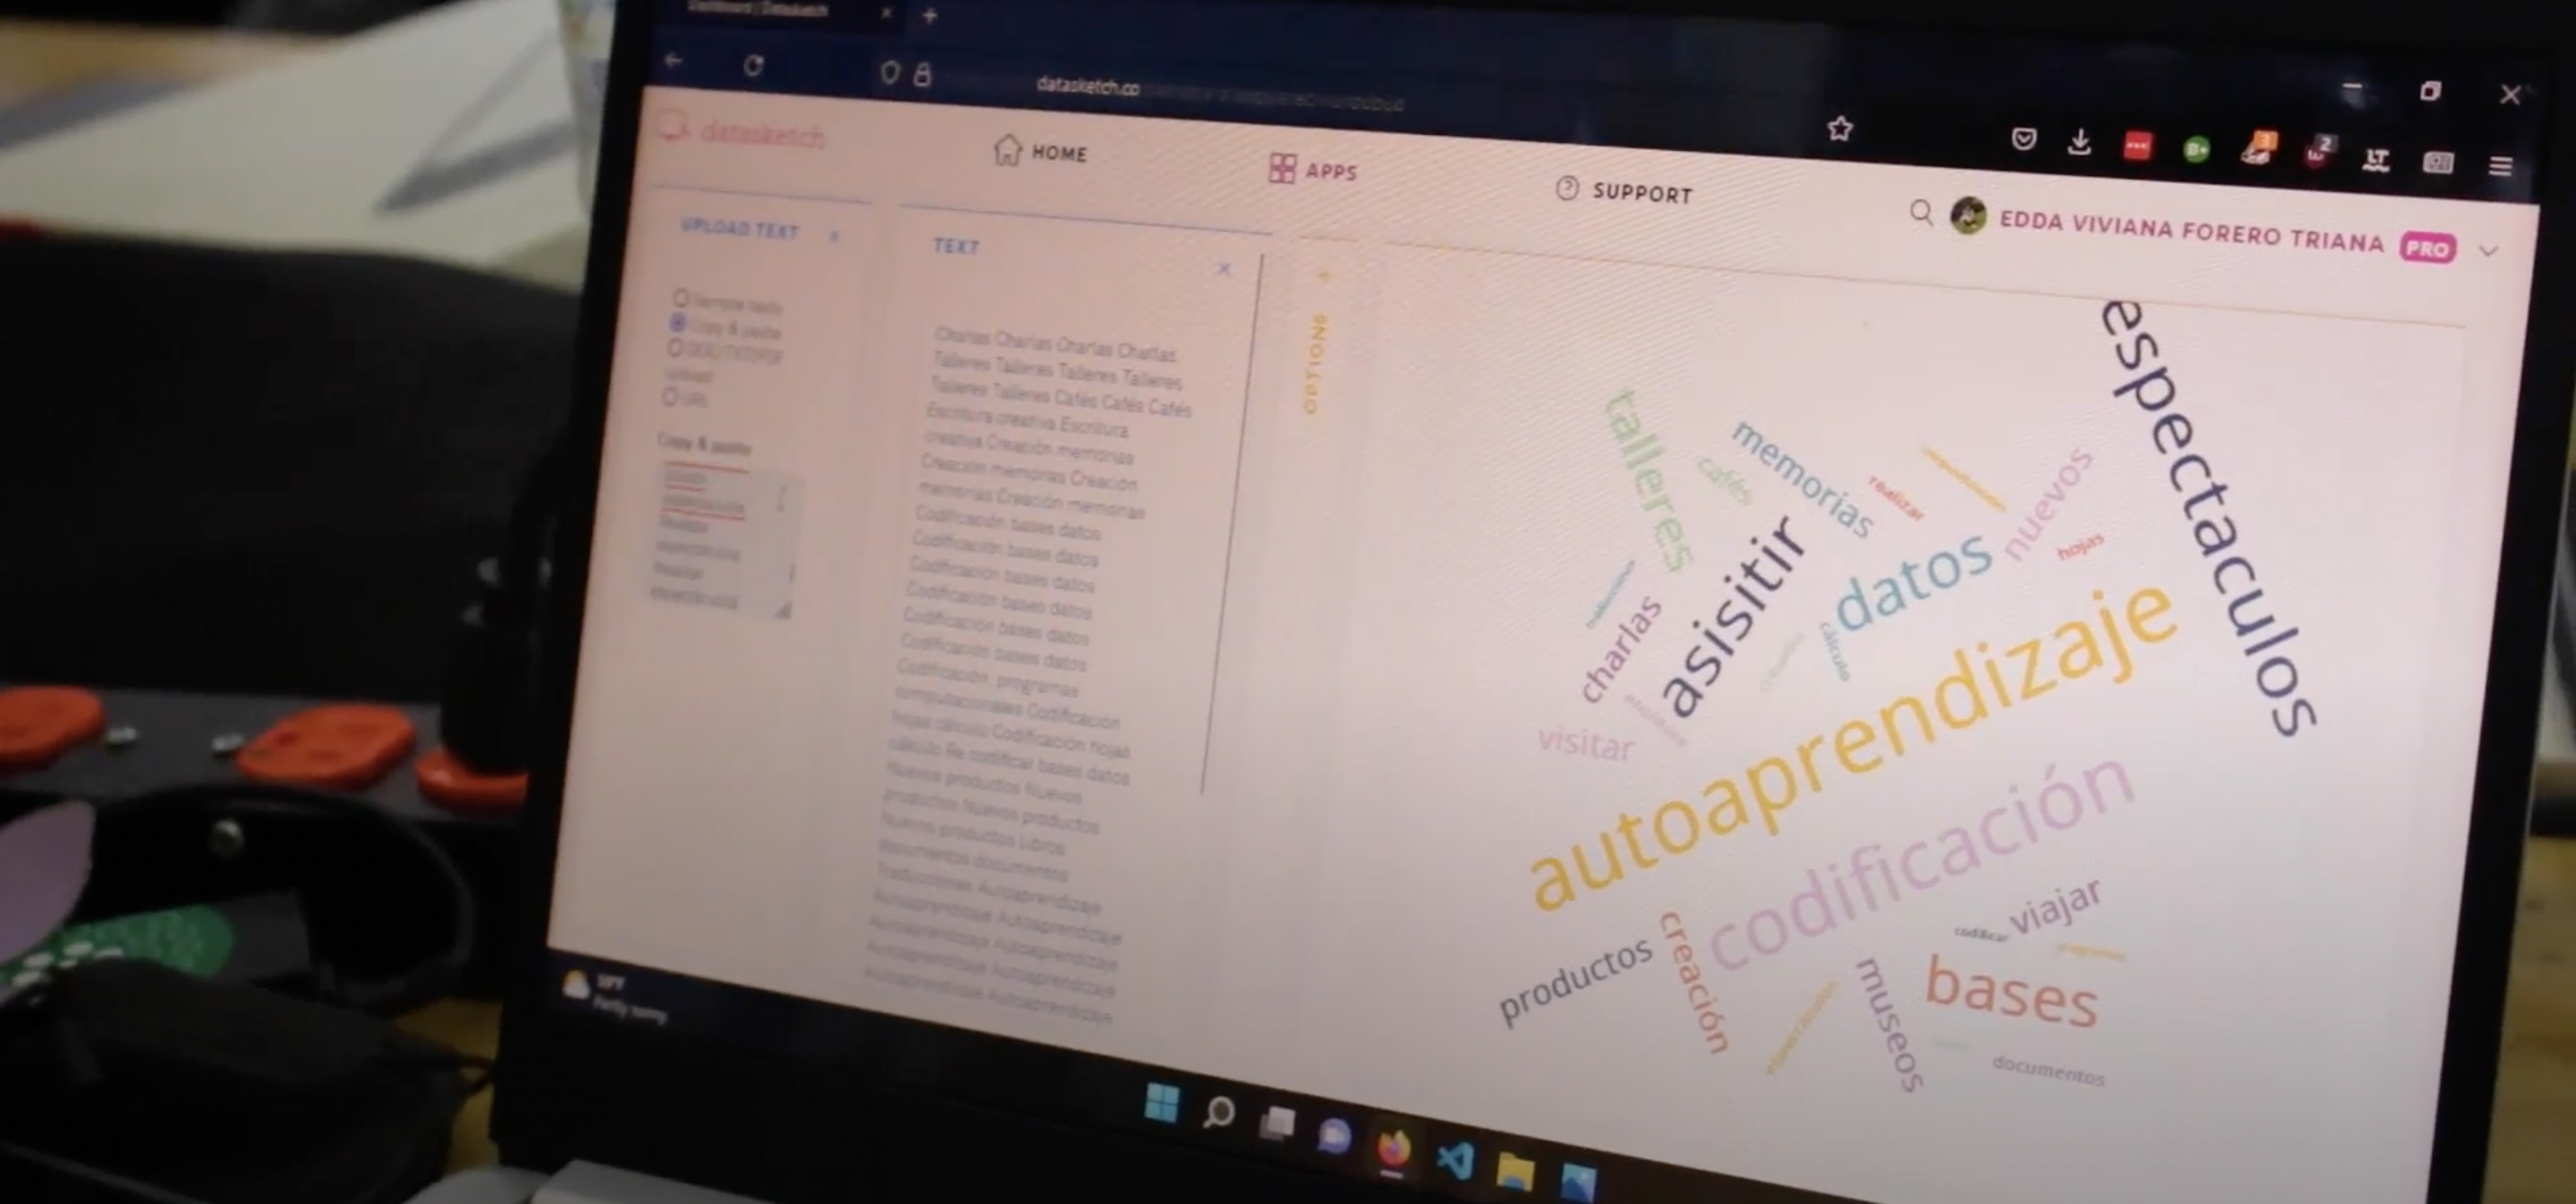 Dashboard | Datasketch
datasketch.co
datasketch
HOME
APPS
SUPPORT
EDDA VIVIANA FORERO TRIANA PRO
UPLOAD TEXT
Copy & paste
URL
Copy & paste
TEXT
Charlas Charlas Charlas Charlas
Talleres Talleres Talleres Talleres
Talleres Talleres Cafés Cafés Cafés
Escritura creativa Escritura
creativa Creación memorias
Creación memorias Creación
memorias Creación memorias
Codificación bases datos
Codificación bases datos
Codificación bases datos
Codificación bases datos
Codificación bases datos
Codificación bases datos
Codificación programas
computacionales Codificación
hojas cálculo Codificación hojas
cálculo Re codificar bases datos
Nuevos productos Nuevos
productos Nuevos productos
Nuevos productos Libros
documentos documentos
Traducciones Autoaprendizaje
Autoaprendizaje Autoaprendizaje
Autoaprendizaje Autoaprendizaje
Autoaprendizaje Autoaprendizaje
Autoaprendizaje Autoaprendizaje
OPTIONS
espectaculos
talleres
memorias
cafés
realizar
nuevos
hojas
datos
asisitir
charlas
cálculo
visitar
autoaprendizaje
codificación
viajar
codificar
productos
creación
museos
bases
documentos
Partly sunny